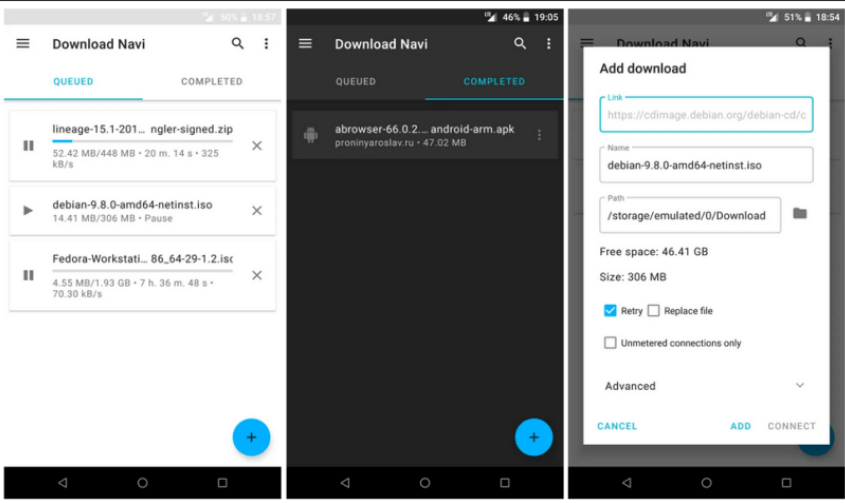 50% 18:57
Download Navi
QUEUED COMPLETED
lineage-15.1-201... ngler-signed.zip
52.42 MB/448 MB • 20 m. 14 s • 325
kB/s
debian-9.8.0-amd64-netinst.iso
14.41 MB/306 MB • Pause
Fedora-Workstati... 86_64-29-1.2.iso
4.55 MB/1.93 GB • 7 h. 36 m. 48 s •
70.30 kB/s
+
LTE 46% 19:05
Download Navi
QUEUED COMPLETED
abrowser-66.0.2.... android-arm.apk
proninyaroslav.ru • 47.02 MB
+
51% 18:54
Download Navi
Add download
Link
https://cdimage.debian.org/debian-cd/c
Name
debian-9.8.0-amd64-netinst.iso
Path
/storage/emulated/0/Download
Free space: 46.41 GB
Size: 306 MB
Retry Replace file
Unmetered connections only
Advanced
CANCEL ADD CONNECT